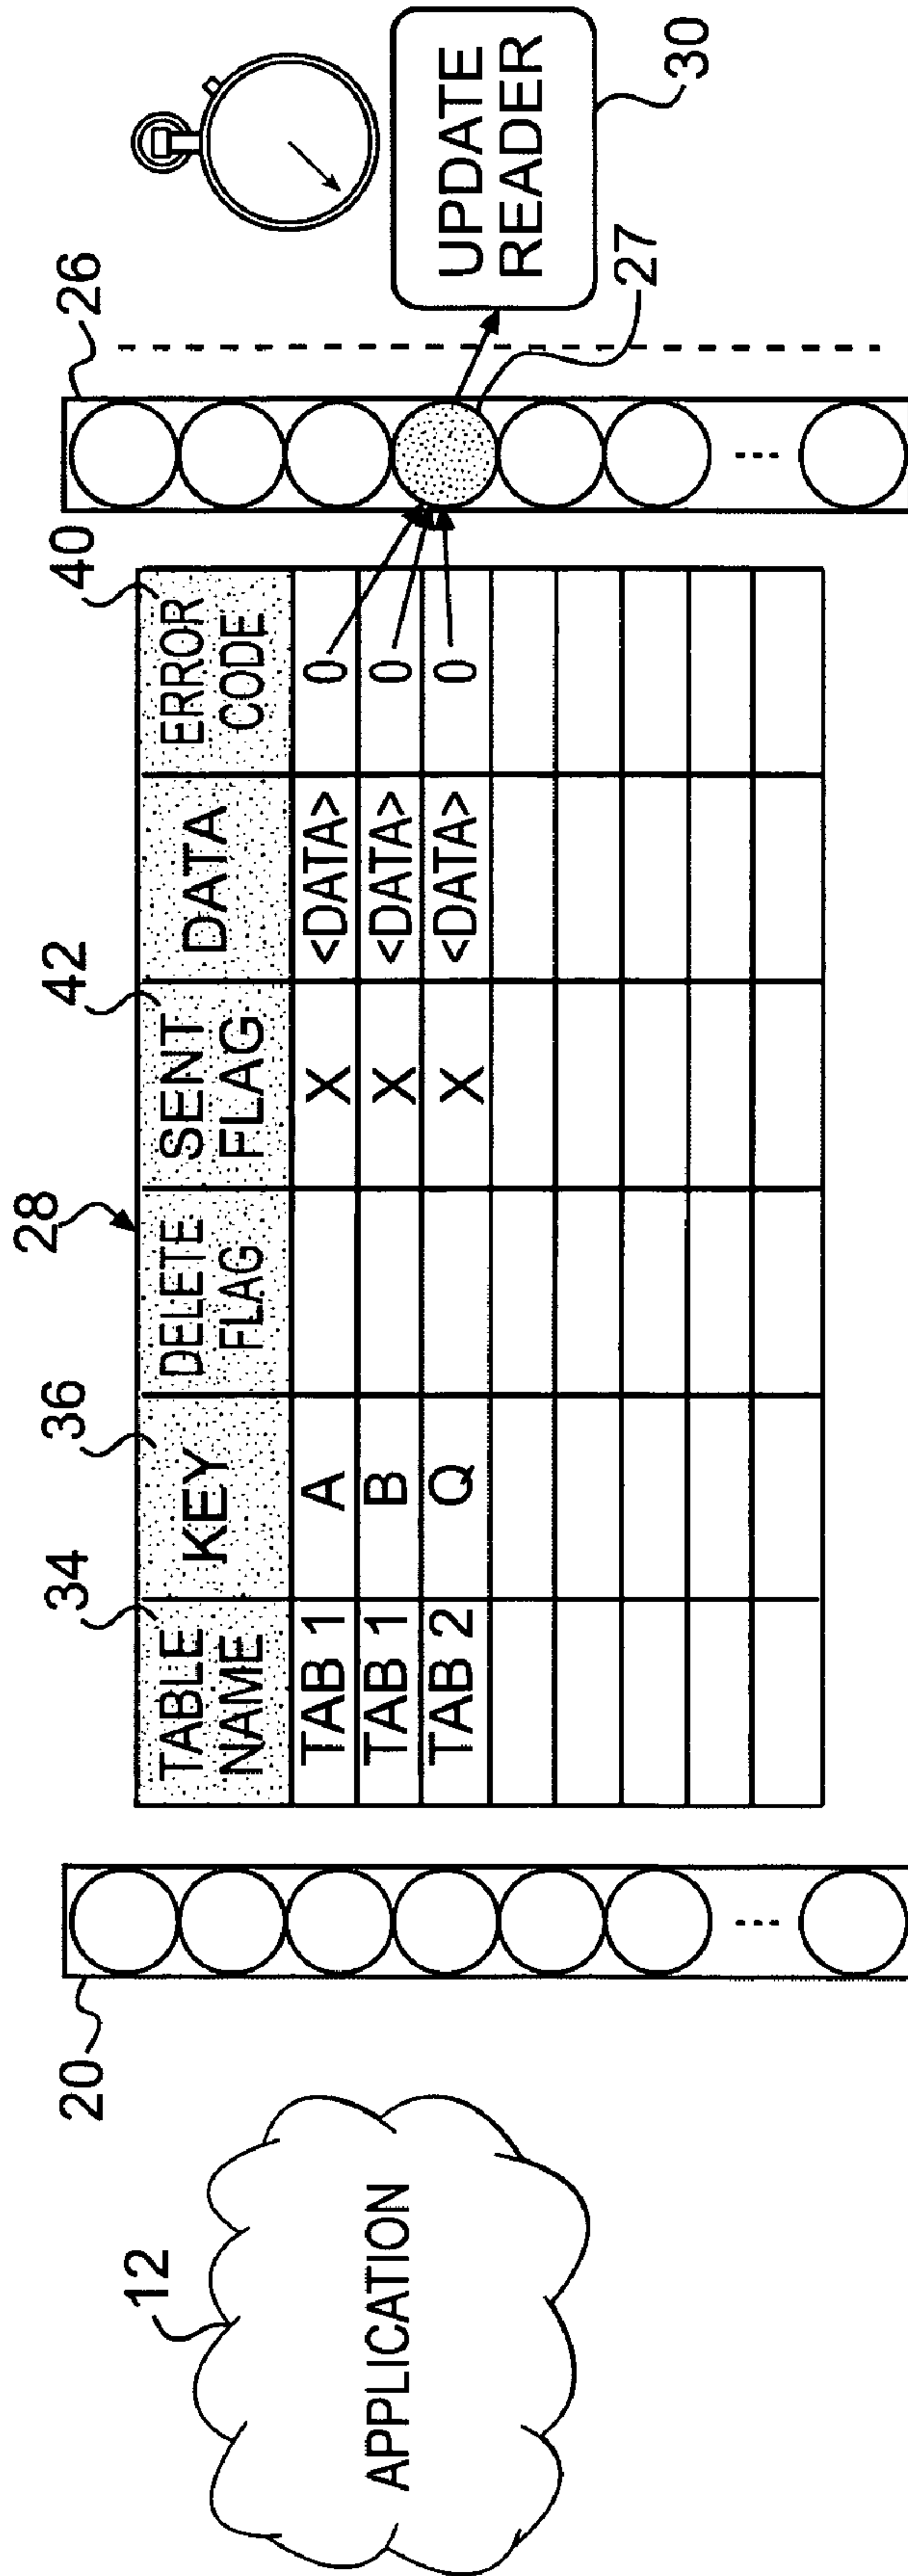 12
APPLICATION
20
34
36
28
42
40
26
TABLE NAME KEY DELETE FLAG SENT FLAG DATA ERROR CODE
TAB 1 A X <DATA> 0
TAB 1 B X <DATA> 0
TAB 2 Q X <DATA> 0
...
...
UPDATE
READER
30
27